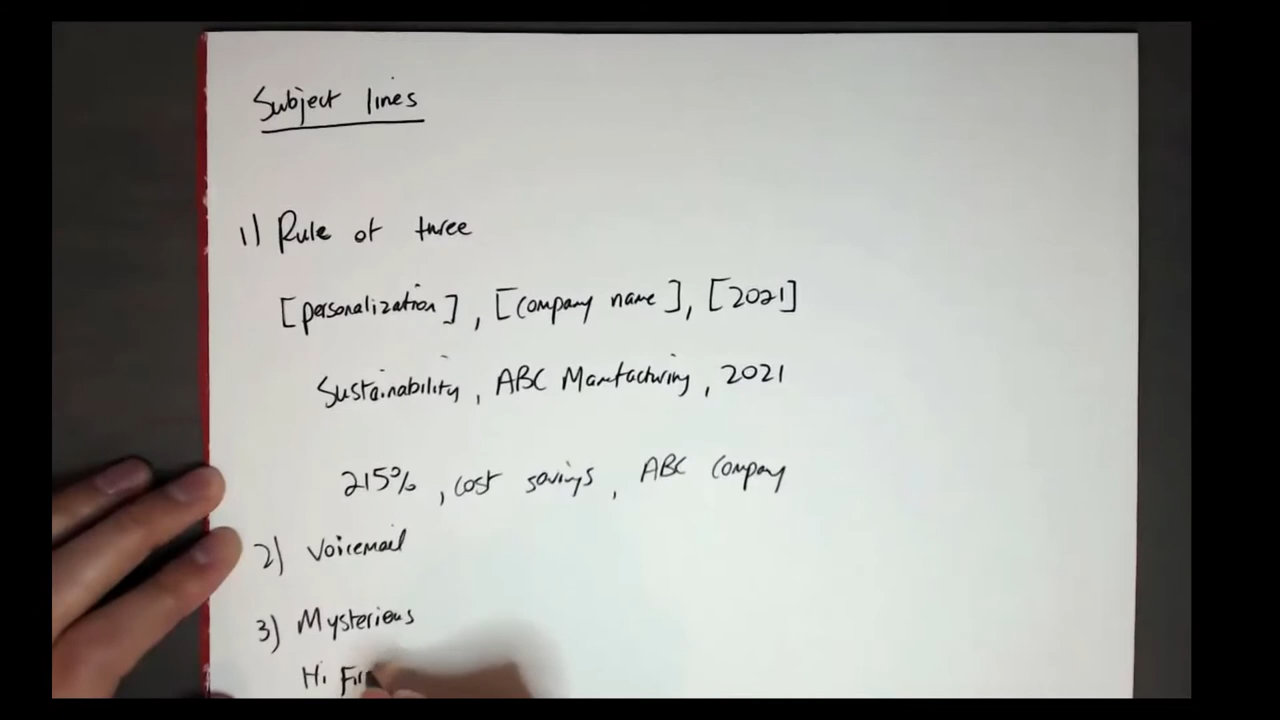 Subject lines
1) Rule of three
[personalization], [company name], [2021]
Sustainability, ABC Manufacturing, 2021
215%, cost savings, ABC Company
2) Voicemail
3) Mysterious
Hi Fir